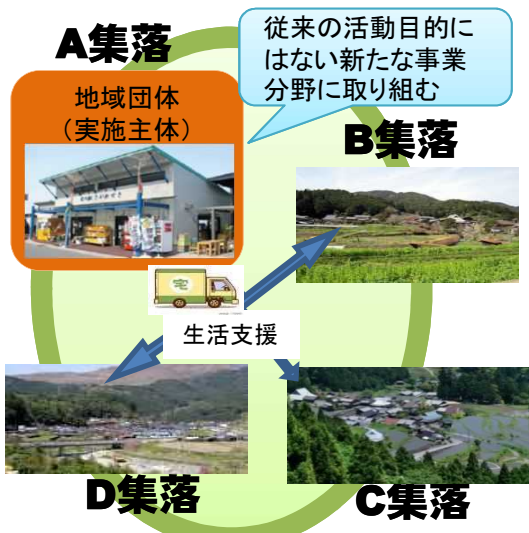 A集落
従来の活動目的に
はない新たな事業
分野に取り組む
地域団体
（実施主体）
B集落
宅
生活支援
D集落
C集落